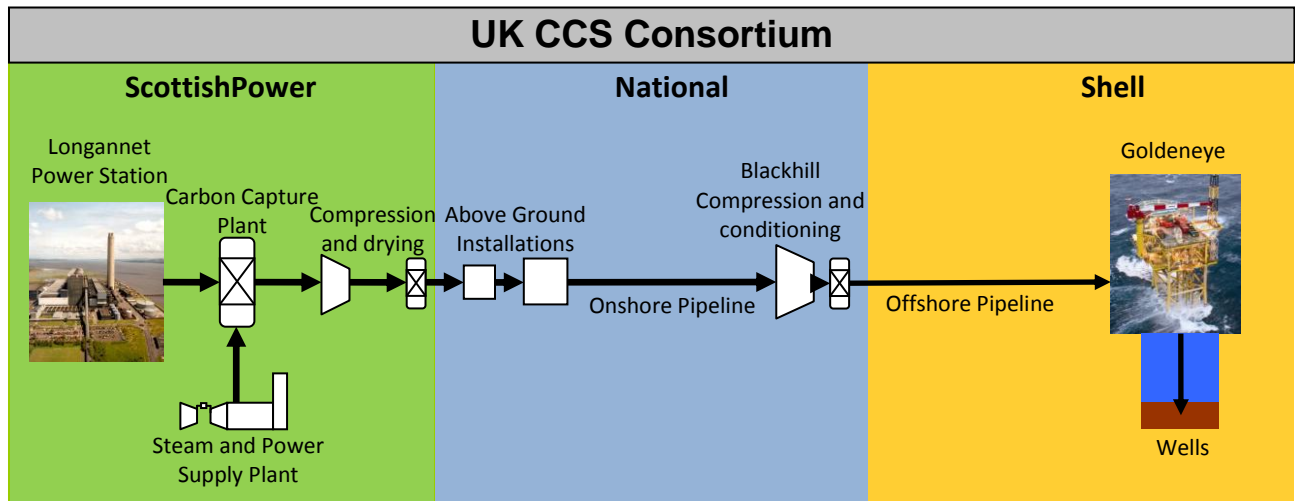 UK CCS Consortium
ScottishPower
National
Shell
Longannet
Power Station
Carbon Capture
Plant
Compression
and drying
Above Ground
Installations
Blackhill
Compression and
conditioning
Goldeneye
Onshore Pipeline
Offshore Pipeline
Steam and Power
Supply Plant
Wells